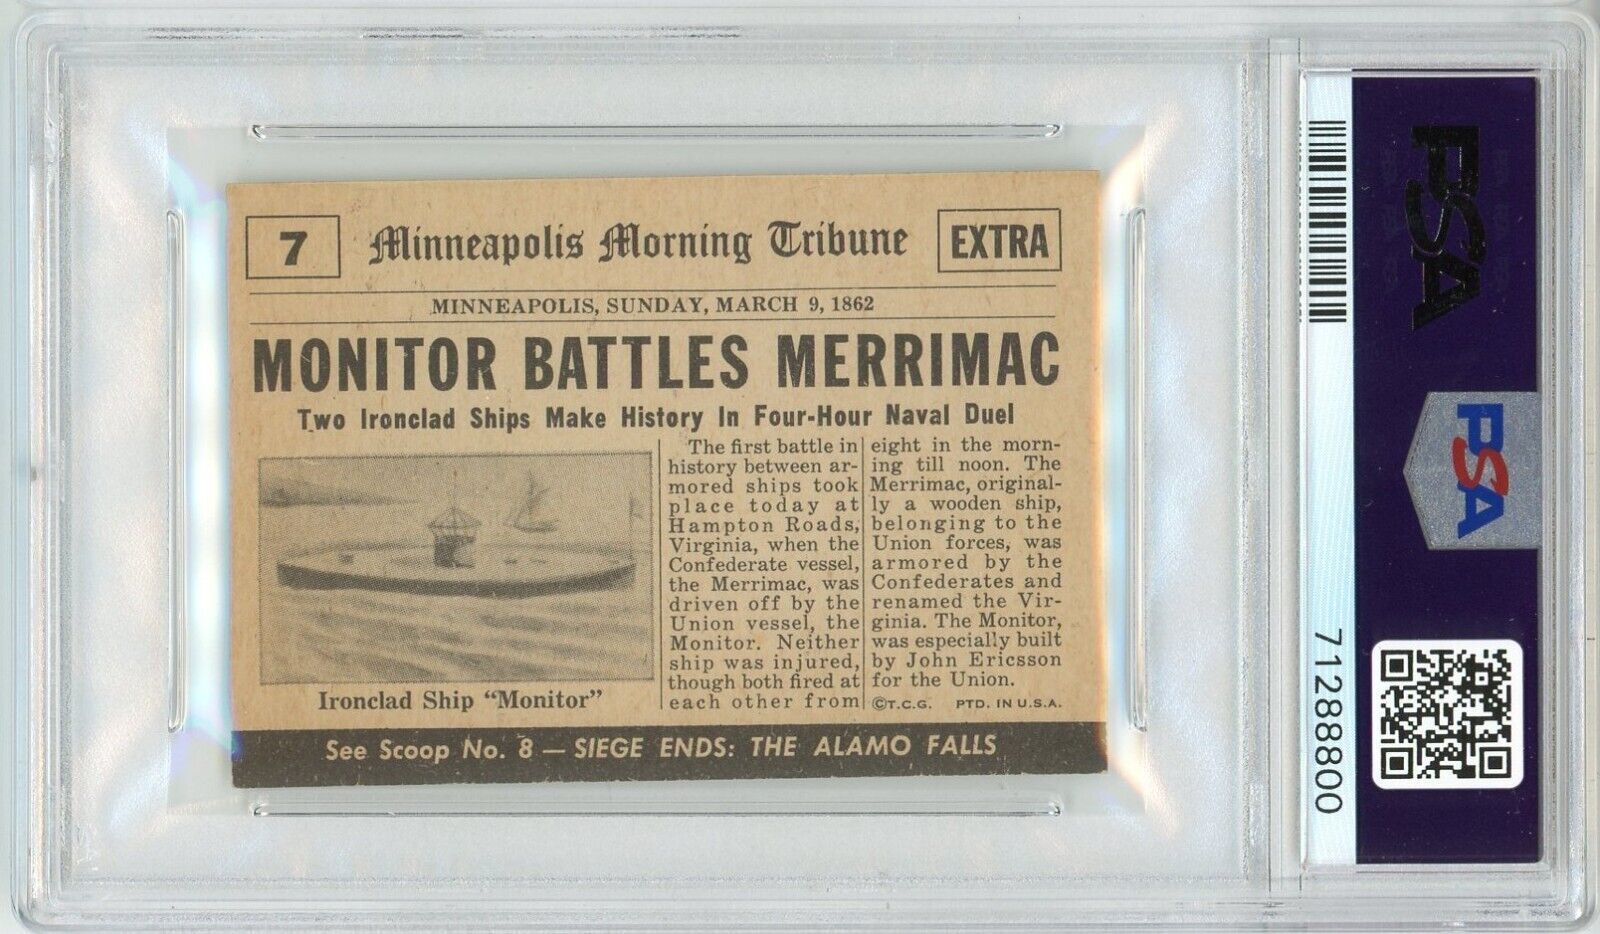 7
Minneapolis Morning Tribune
EXTRA
MINNEAPOLIS, SUNDAY, MARCH 9, 1862
MONITOR BATTLES MERRIMAC
Two Ironclad Ships Make History In Four-Hour Naval Duel
Ironclad Ship "Monitor"
The first battle in
history between ar-
mored ships took
place today at
Hampton Roads,
Virginia, when the
Confederate vessel,
the Merrimac, was
driven off by the
Union vessel, the
Monitor. Neither
ship was injured,
though both fired at
each other from
eight in the morn-
ing till noon. The
Merrimac, original-
ly a wooden ship,
belonging to the
Union forces, was
armored by the
Confederates and
renamed the Vir-
ginia. The Monitor,
was especially built
by John Ericsson
for the Union.
©T.C.G. PTD. IN U.S.A.
See Scoop No. 8 — SIEGE ENDS: THE ALAMO FALLS
PSA
PSA
71288800